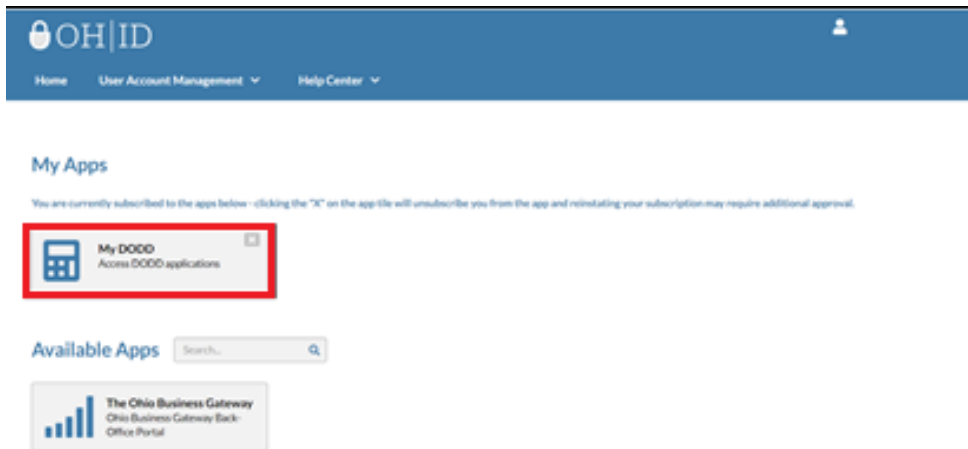 OH|ID
Home User Account Management Help Center
My Apps
You are currently subscribed to the apps below - clicking the "X" on the app tile will unsubscribe you from the app and reinstating your subscription may require additional approval.
My DODD
Access DODD applications
Available Apps Search...
The Ohio Business Gateway
Ohio Business Gateway Back-
Office Portal